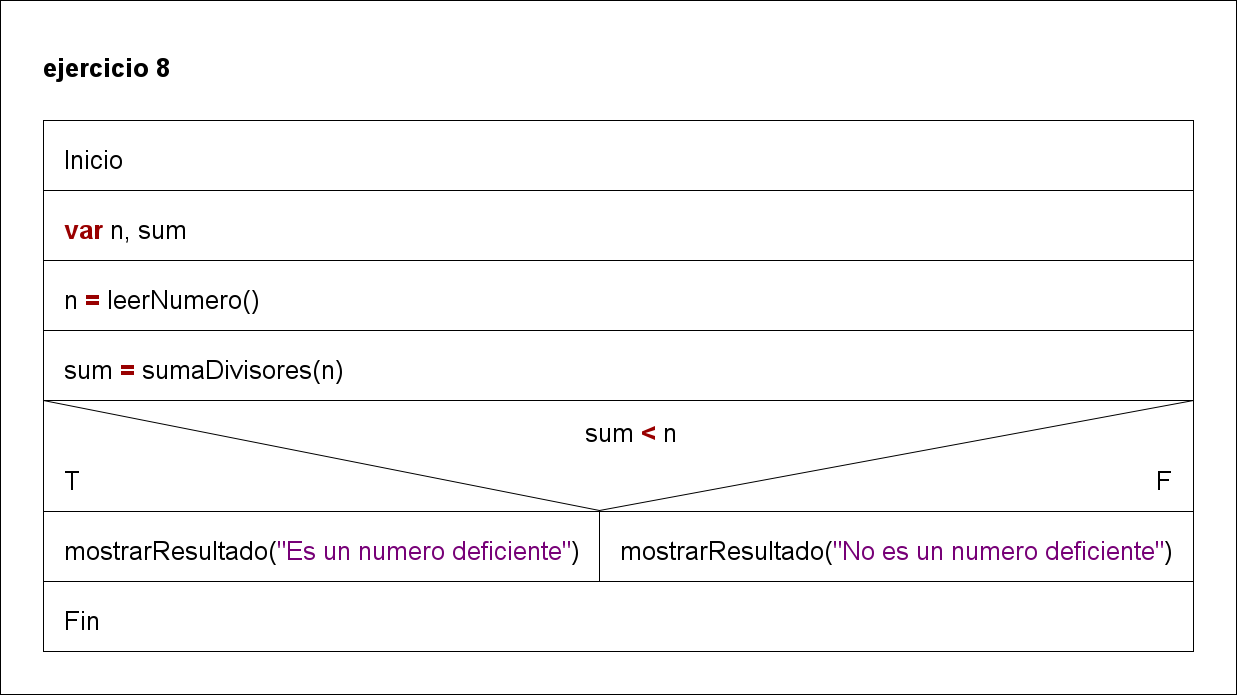 ejercicio 8
Inicio
var n, sum
n = leerNumero()
sum = sumaDivisores(n)
sum < n
T
F
mostrarResultado("Es un numero deficiente")
mostrarResultado("No es un numero deficiente")
Fin